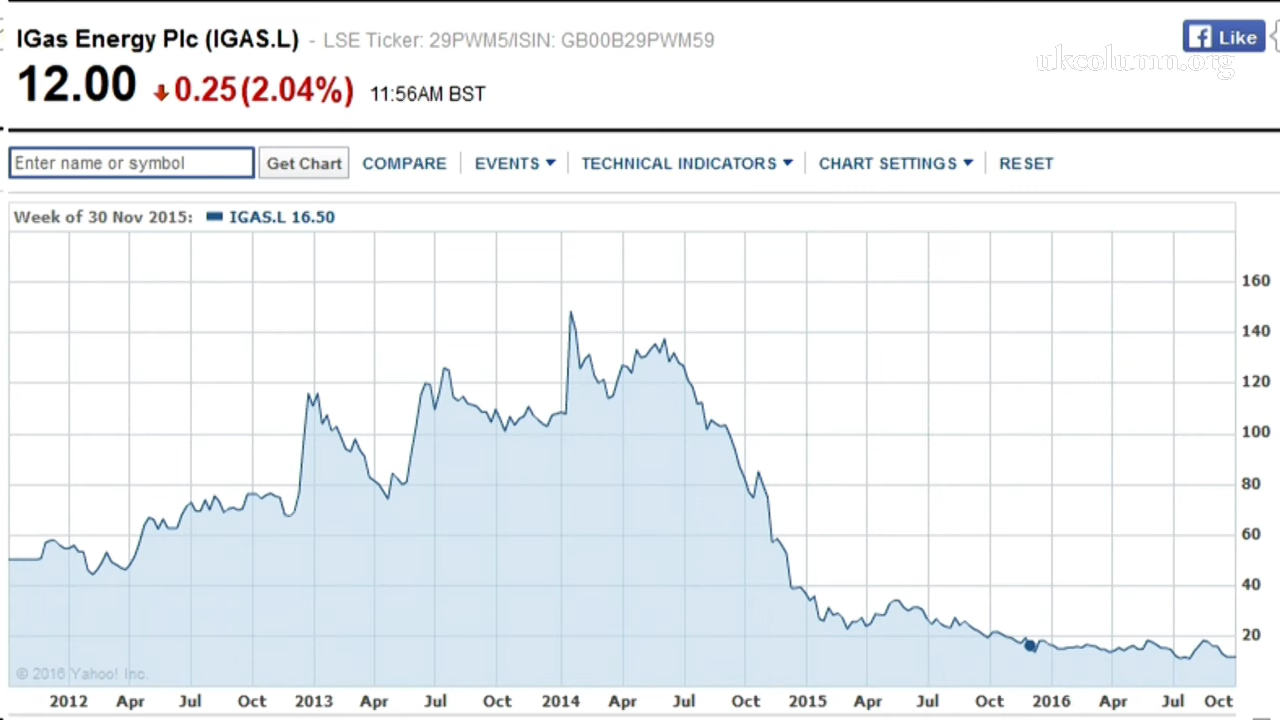 IGas Energy Plc (IGAS.L) - LSE Ticker: 29PWM5/ISIN: GB00B29PWM59
Like
ukcolumn.org
12.00 0.25(2.04%) 11:56AM BST
Enter name or symbol Get Chart COMPARE EVENTS TECHNICAL INDICATORS CHART SETTINGS RESET
Week of 30 Nov 2015: IGAS.L 16.50
160
140
120
100
80
60
40
20
© 2016 Yahoo! Inc.
2012 Apr Jul Oct 2013 Apr Jul Oct 2014 Apr Jul Oct 2015 Apr Jul Oct 2016 Apr Jul Oct